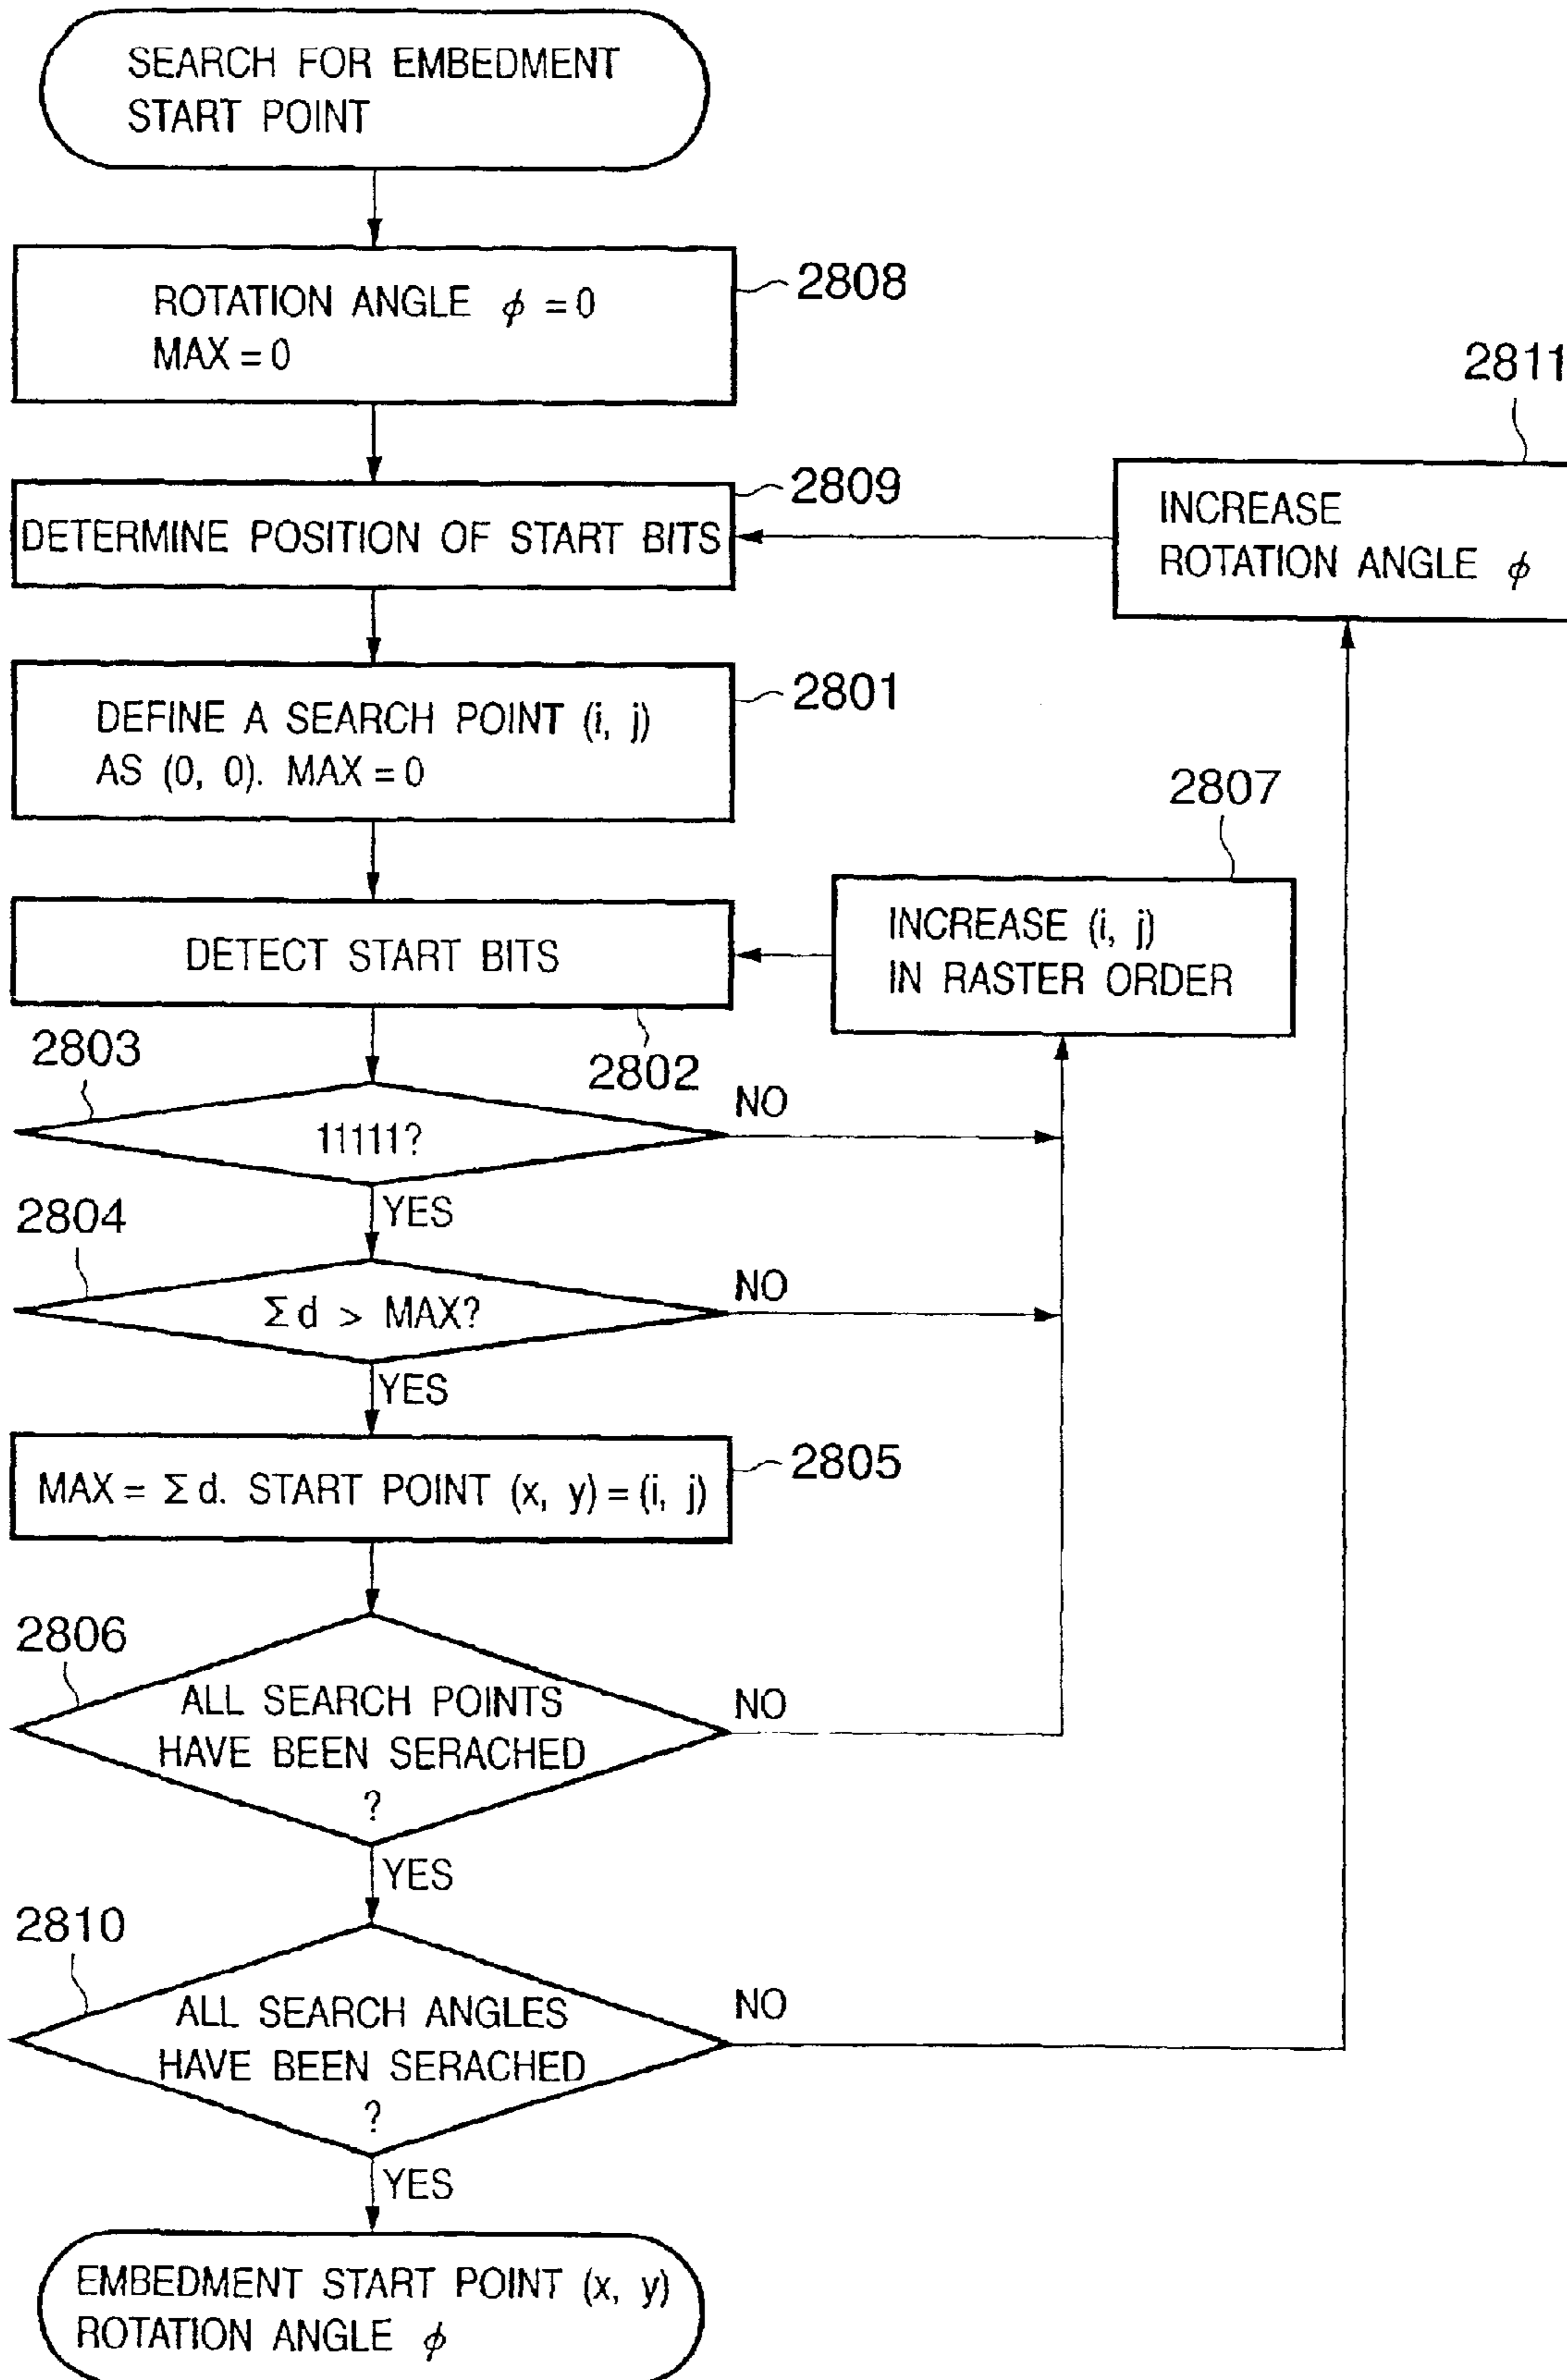 SEARCH FOR EMBEDMENT
START POINT
ROTATION ANGLE ϕ = 0
MAX = 0
2808
2811
DETERMINE POSITION OF START BITS
2809
INCREASE
ROTATION ANGLE ϕ
DEFINE A SEARCH POINT (i, j)
AS (0, 0). MAX = 0
2801
2807
DETECT START BITS
INCREASE (i, j)
IN RASTER ORDER
2802
2803
11111?
NO
YES
2804
Σd > MAX?
NO
YES
MAX = Σd. START POINT (x, y) = (i, j)
2805
2806
ALL SEARCH POINTS
HAVE BEEN SERACHED
?
NO
YES
2810
ALL SEARCH ANGLES
HAVE BEEN SERACHED
?
NO
YES
EMBEDMENT START POINT (x, y)
ROTATION ANGLE ϕ